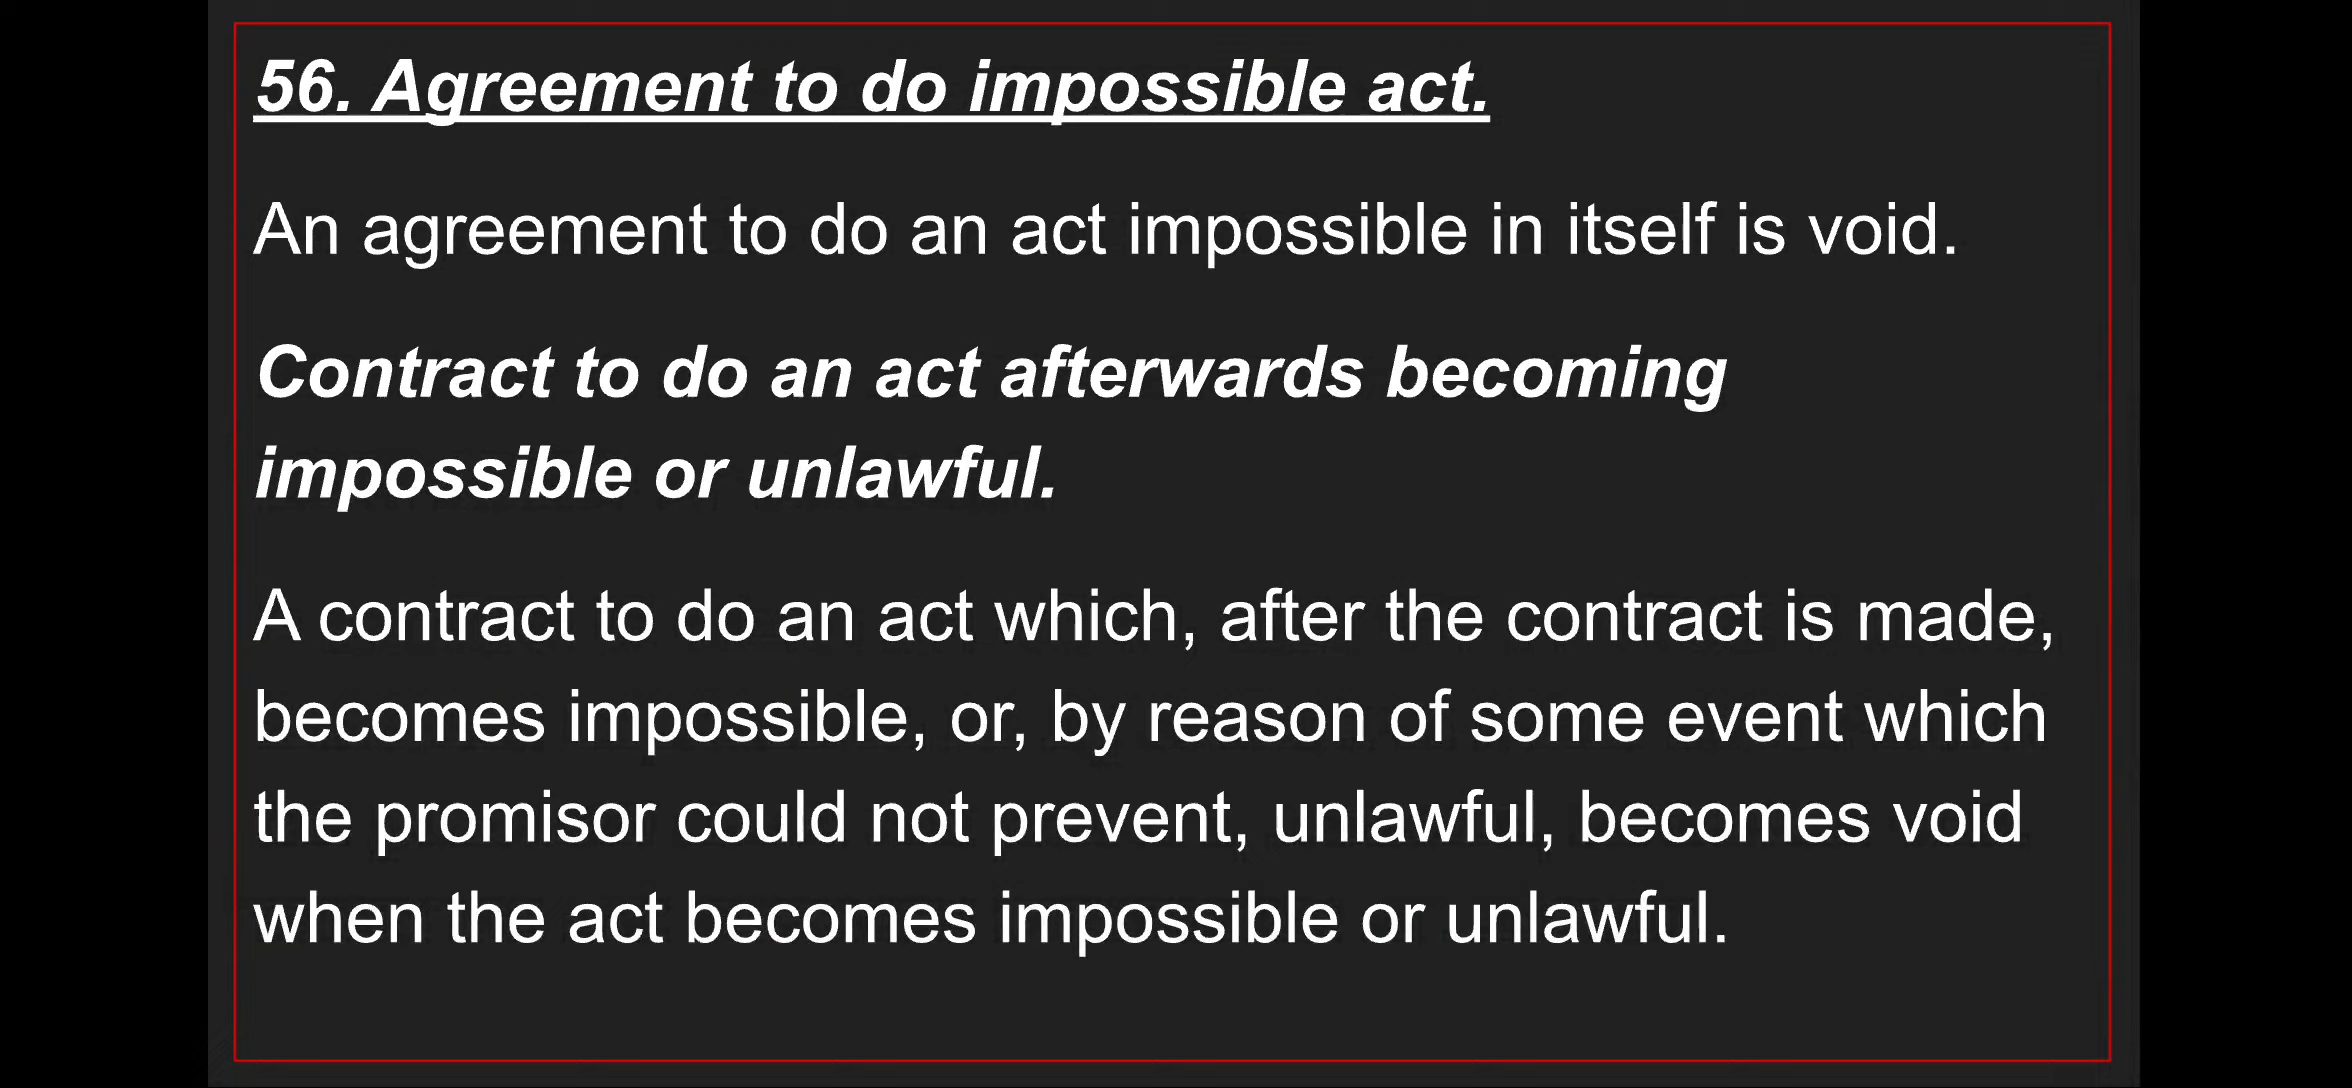 56. Agreement to do impossible act.
An agreement to do an act impossible in itself is void.
Contract to do an act afterwards becoming
impossible or unlawful.
A contract to do an act which, after the contract is made,
becomes impossible, or, by reason of some event which
the promisor could not prevent, unlawful, becomes void
when the act becomes impossible or unlawful.